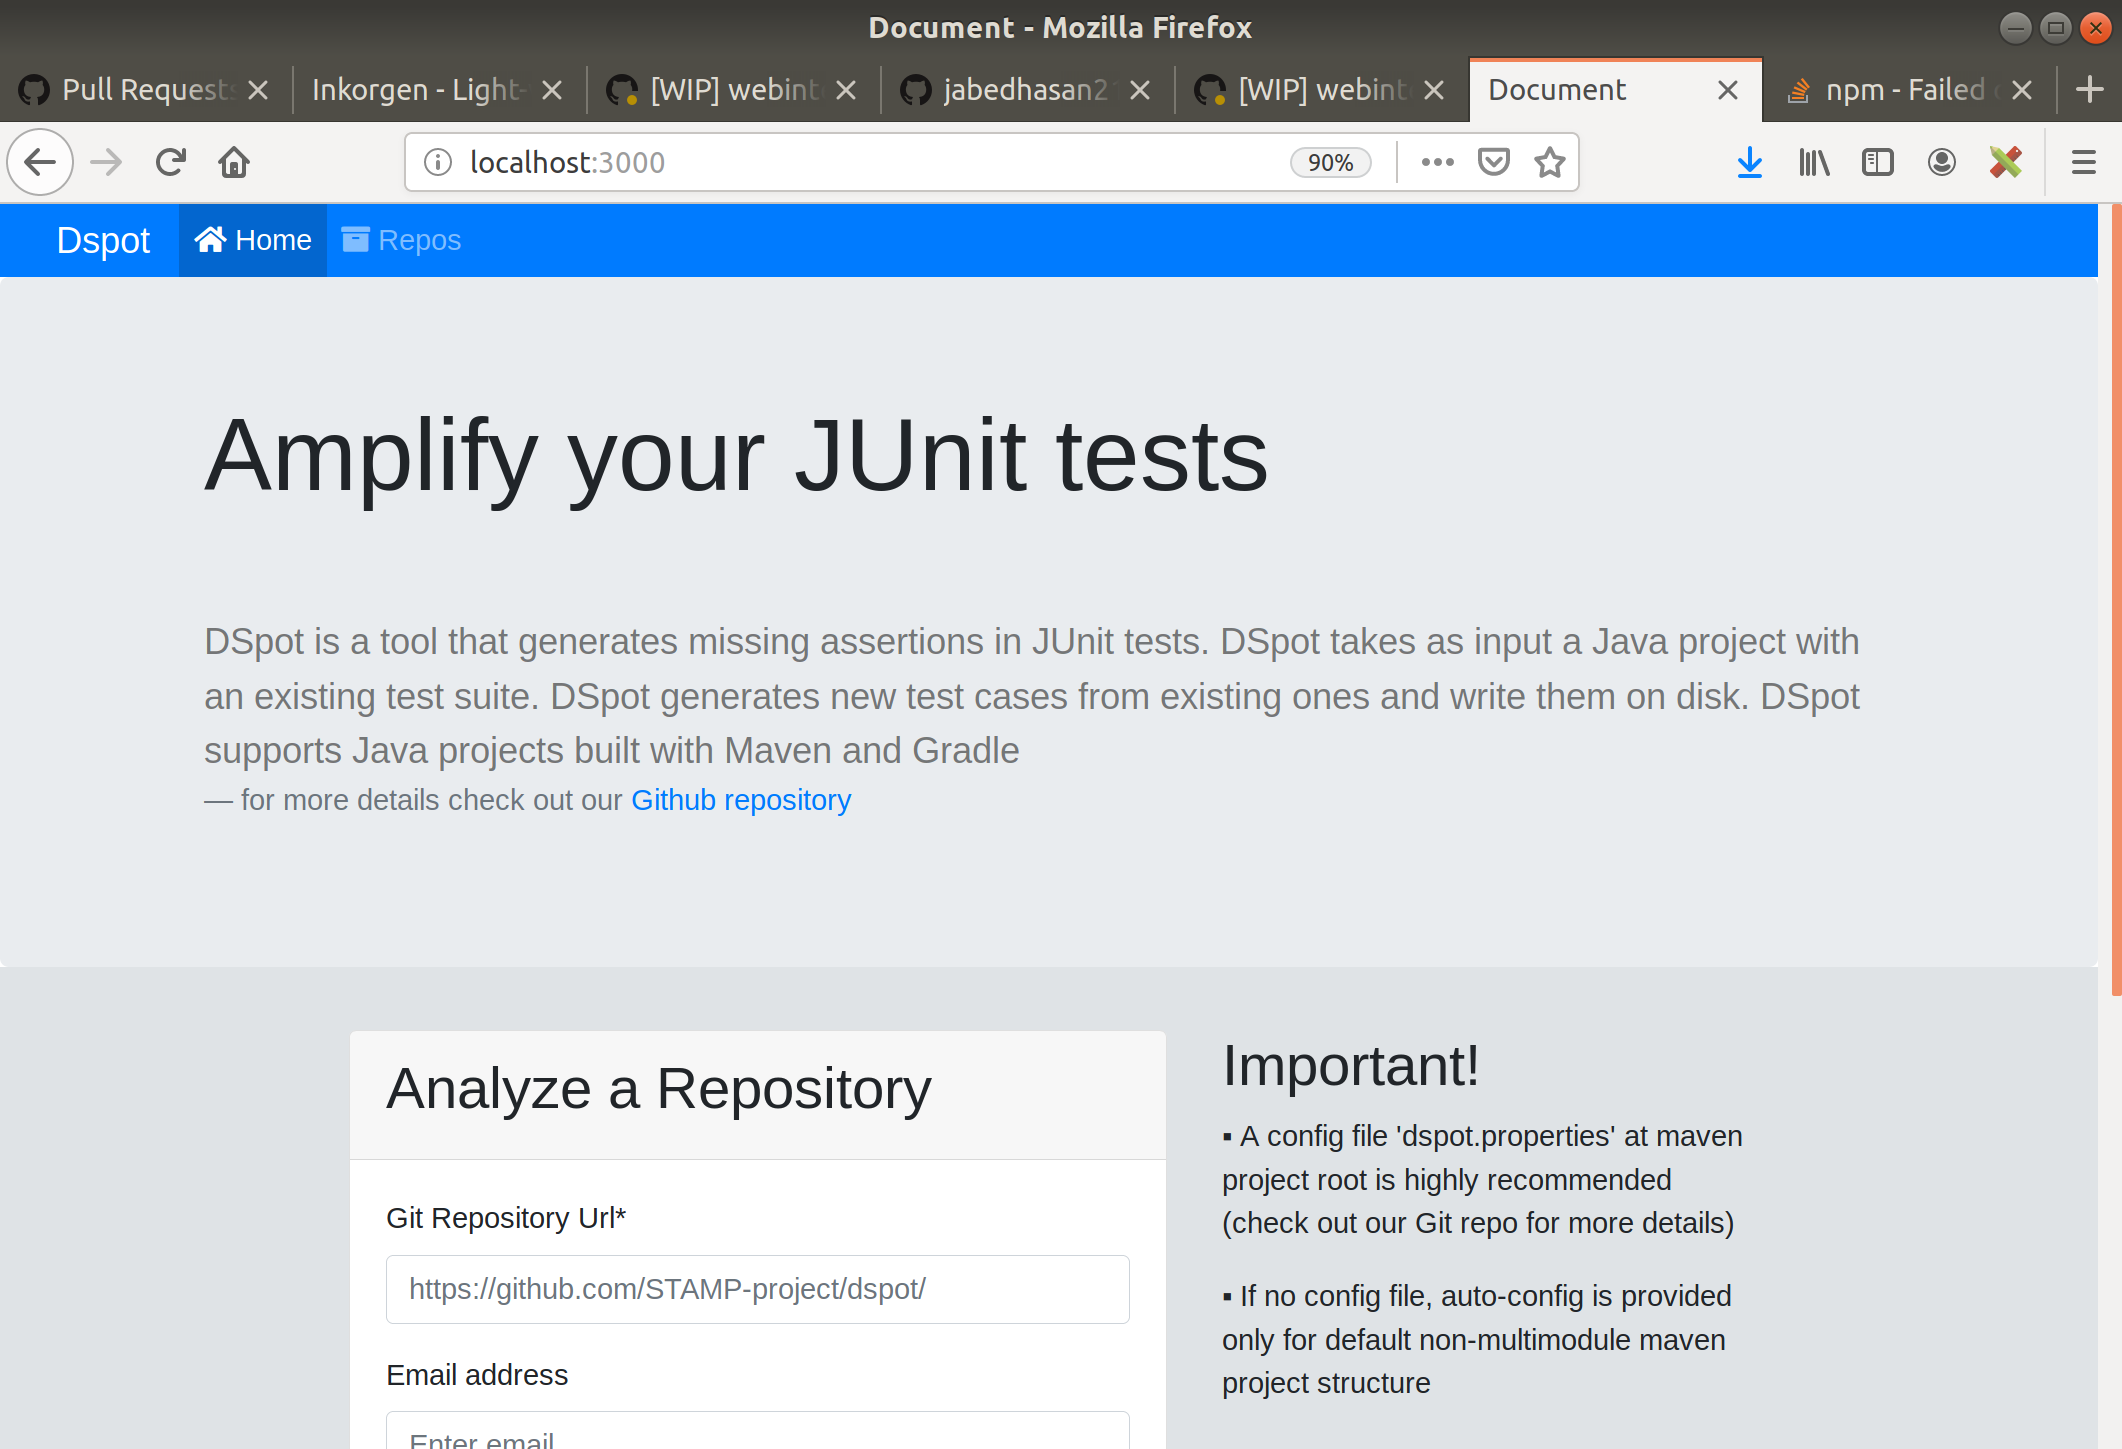 Document - Mozilla Firefox
Pull Requests
Inkorgen - Light-
[WIP] webint
jabedhasan2
[WIP] webint
Document
npm - Failed
localhost:3000
90%
Dspot
Home
Repos
Amplify your JUnit tests
DSpot is a tool that generates missing assertions in JUnit tests. DSpot takes as input a Java project with
an existing test suite. DSpot generates new test cases from existing ones and write them on disk. DSpot
supports Java projects built with Maven and Gradle
— for more details check out our Github repository
Analyze a Repository
Git Repository Url*
https://github.com/STAMP-project/dspot/
Email address
Enter email
Important!
▪ A config file 'dspot.properties' at maven
project root is highly recommended
(check out our Git repo for more details)
▪ If no config file, auto-config is provided
only for default non-multimodule maven
project structure